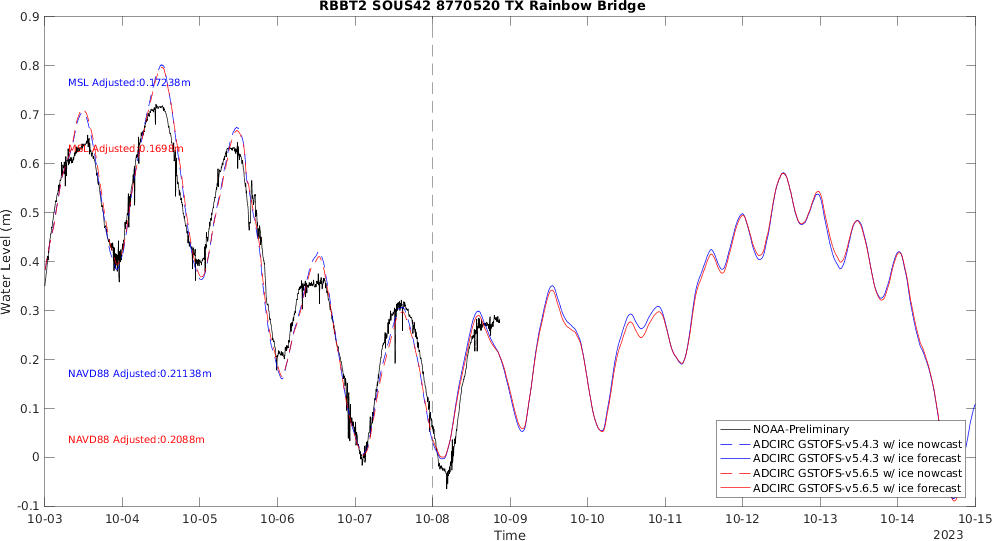 RBBT2 SOUS42 8770520 TX Rainbow Bridge
0.9
0.8
MSL Adjusted:0.17238m
0.7
MSL Adjusted:0.1698m
0.6
0.5
0.4
Water Level (m)
0.3
0.2
NAVD88 Adjusted:0.21138m
0.1
NAVD88 Adjusted:0.2088m
0
-0.1
NOAA-Preliminary
ADCIRC GSTOFS-v5.4.3 w/ ice nowcast
ADCIRC GSTOFS-v5.4.3 w/ ice forecast
ADCIRC GSTOFS-v5.6.5 w/ ice nowcast
ADCIRC GSTOFS-v5.6.5 w/ ice forecast
10-03 10-04 10-05 10-06 10-07 10-08 10-09 10-10 10-11 10-12 10-13 10-14 10-15
Time
2023